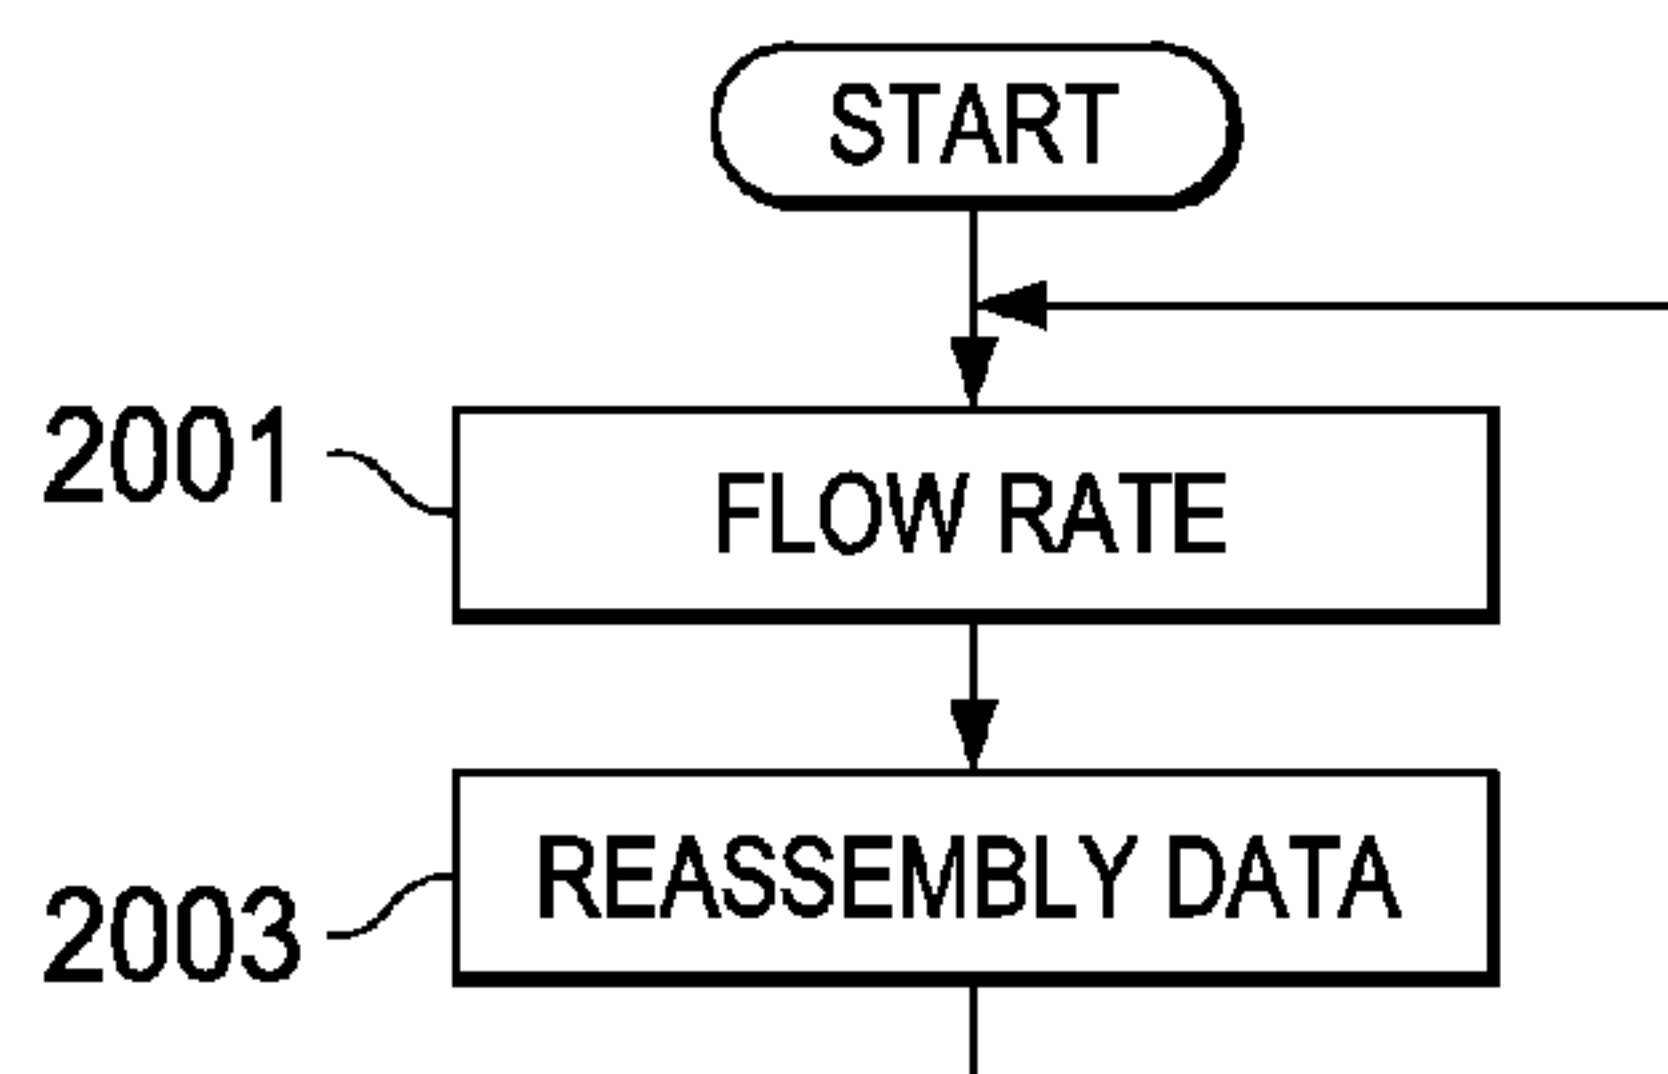 START
2001
FLOW RATE
2003
REASSEMBLY DATA